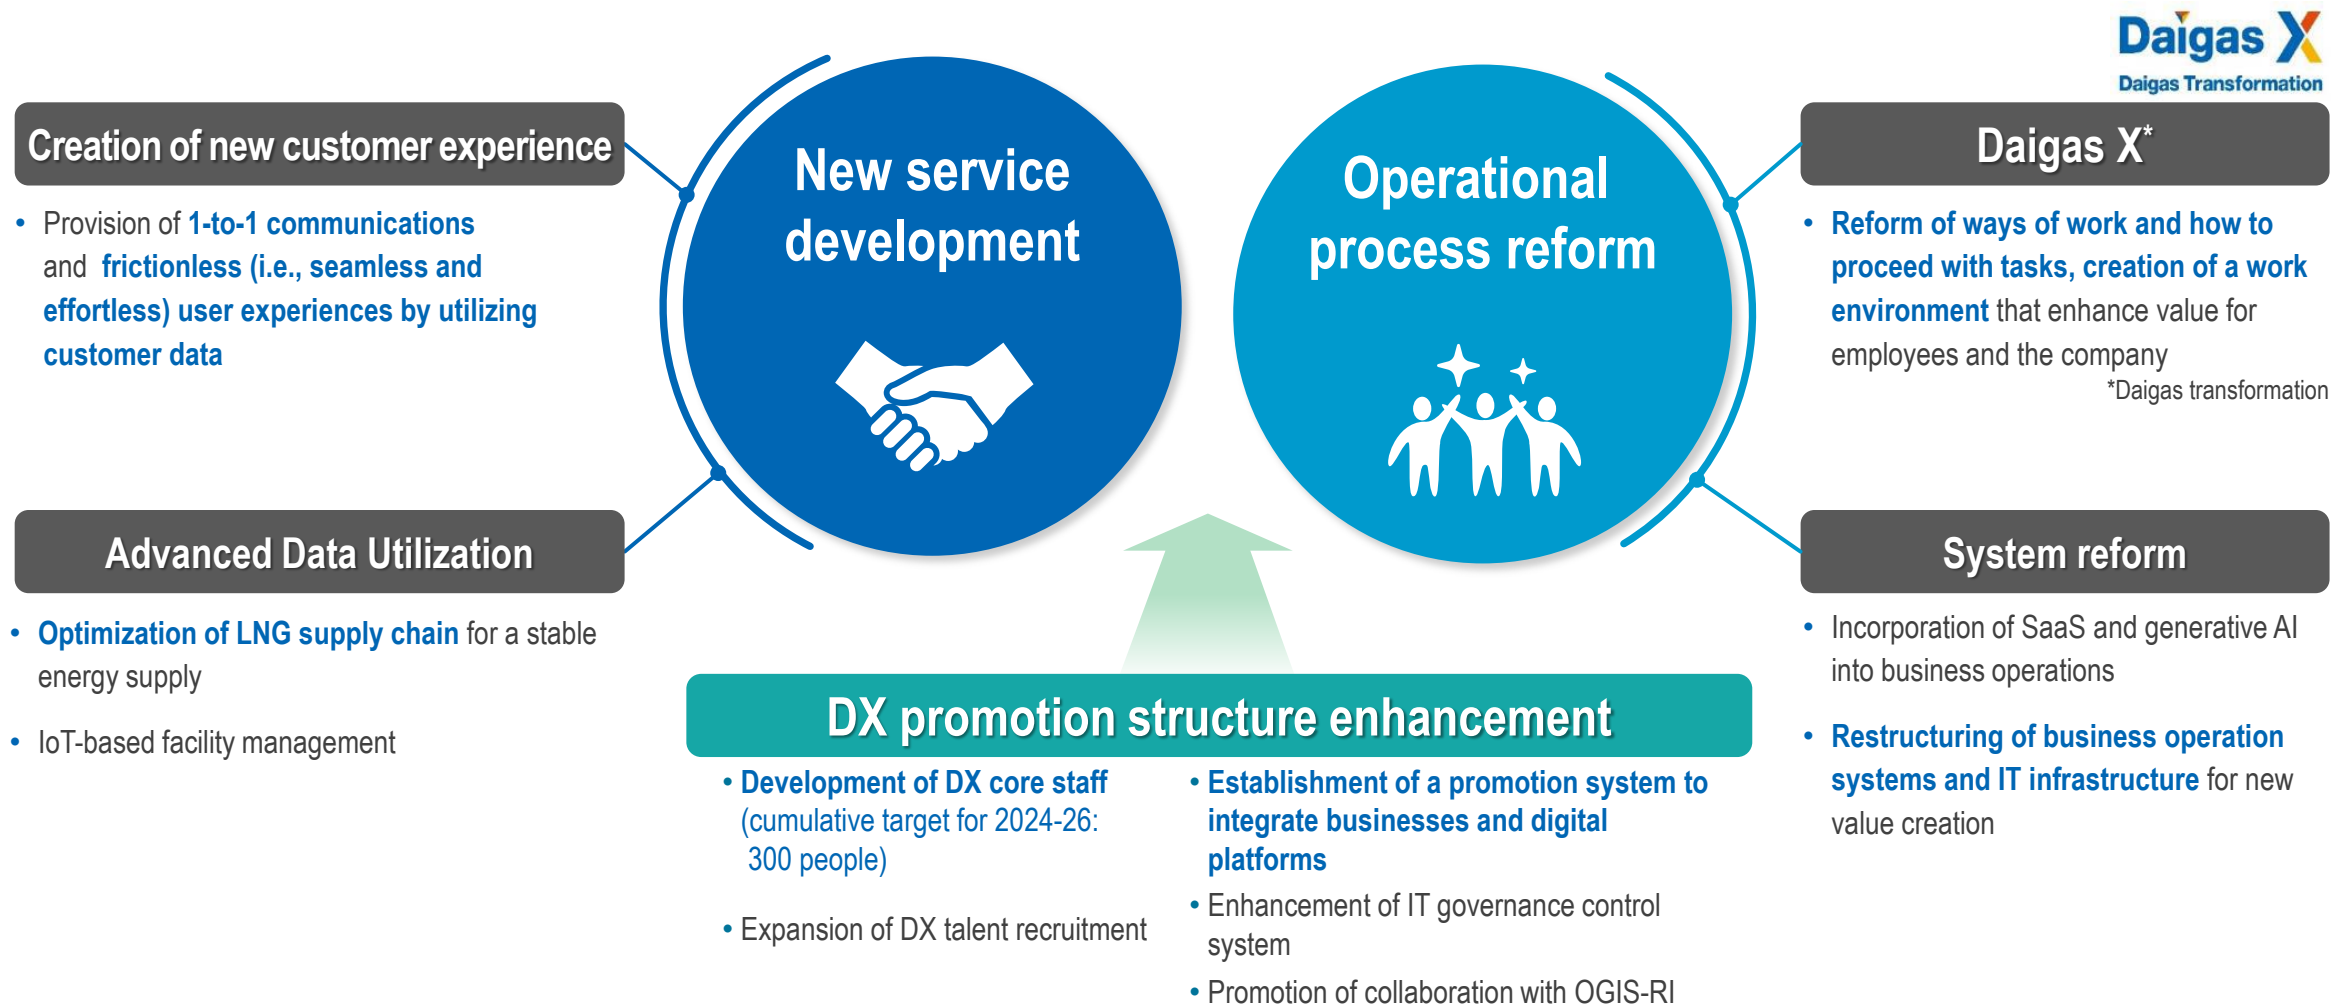 Daigas X
Daigas Transformation
Creation of new customer experience
• Provision of 1-to-1 communications
and frictionless (i.e., seamless and
effortless) user experiences by utilizing
customer data
Advanced Data Utilization
• Optimization of LNG supply chain for a stable
energy supply
• IoT-based facility management
New service
development
Operational
process reform
Daigas X*
• Reform of ways of work and how to
proceed with tasks, creation of a work
environment that enhance value for
employees and the company
*Daigas transformation
System reform
• Incorporation of SaaS and generative AI
into business operations
• Restructuring of business operation
systems and IT infrastructure for new
value creation
DX promotion structure enhancement
• Development of DX core staff
(cumulative target for 2024-26:
300 people)
• Expansion of DX talent recruitment
• Establishment of a promotion system to
integrate businesses and digital
platforms
• Enhancement of IT governance control
system
• Promotion of collaboration with OGIS-RI